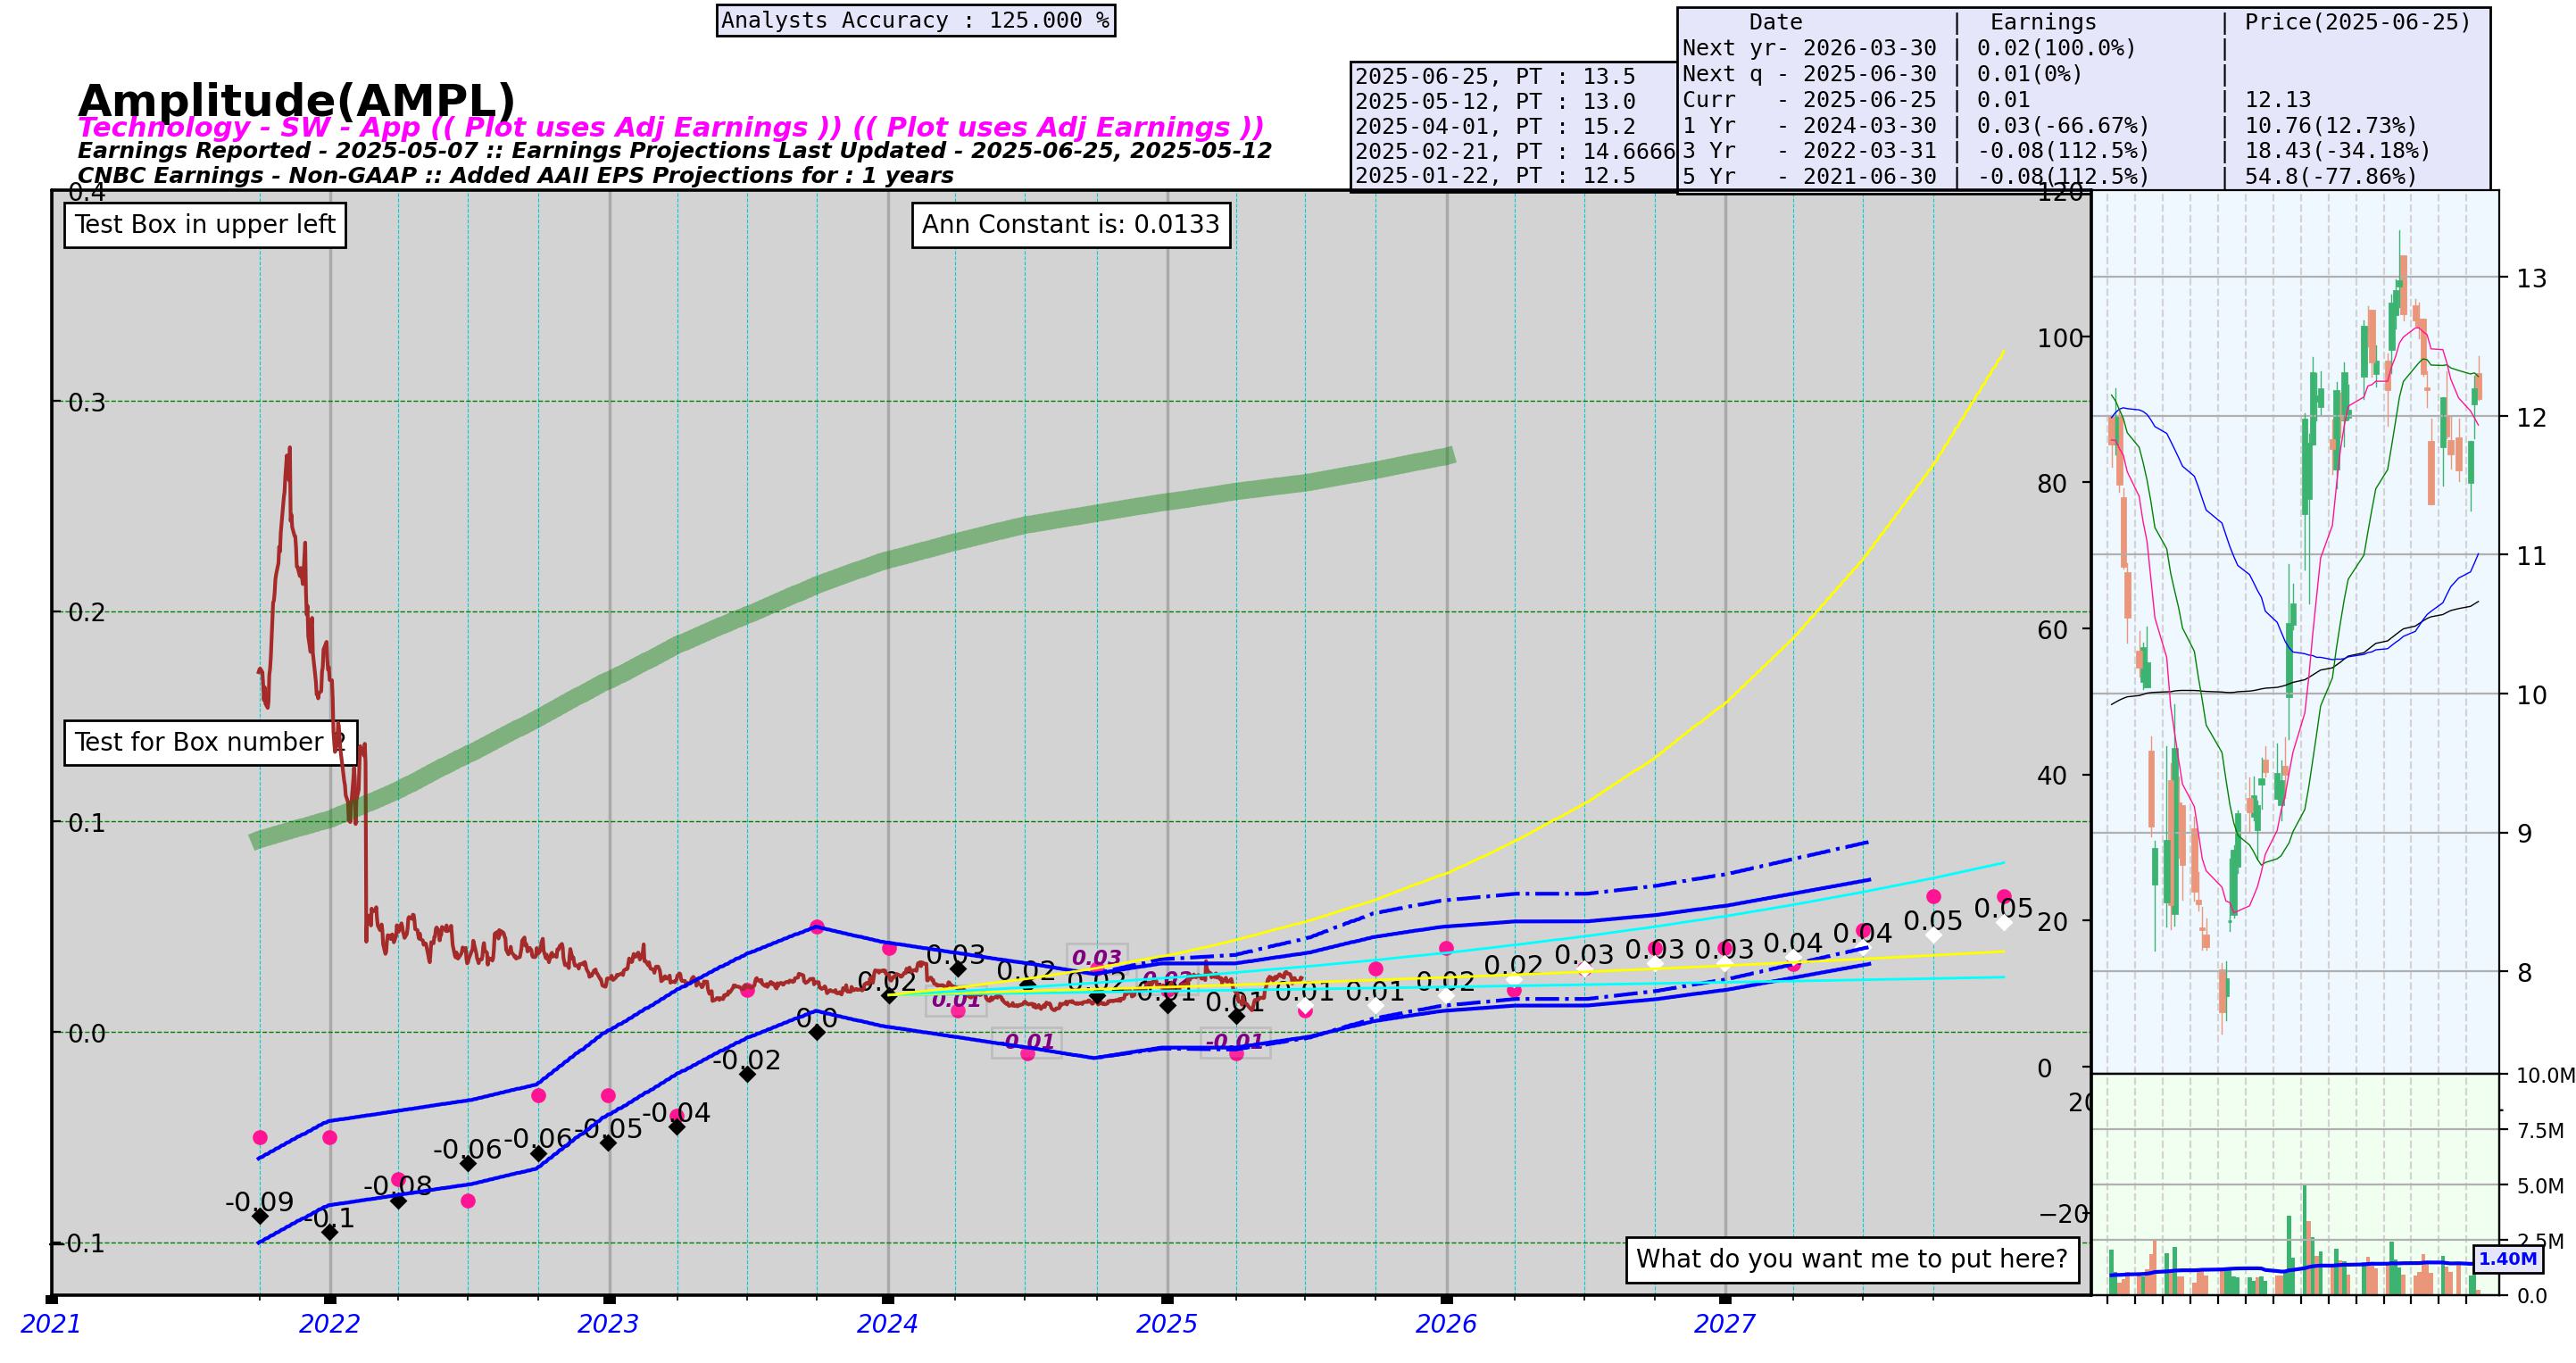 Analysts Accuracy : 125.000 %
Date | Earnings | Price(2025-06-25)
Next yr- 2026-03-30 | 0.02(100.0%) |
Next q - 2025-06-30 | 0.01(0%) |
Curr - 2025-06-25 | 0.01 | 12.13
1 Yr - 2024-03-30 | 0.03(-66.67%) | 10.76(12.73%)
3 Yr - 2022-03-31 | -0.08(112.5%) | 18.43(-34.18%)
5 Yr - 2021-06-30 | -0.08(112.5%) | 54.8(-77.86%)
2025-06-25, PT : 13.5
2025-05-12, PT : 13.0
2025-04-01, PT : 15.2
2025-02-21, PT : 14.6666
2025-01-22, PT : 12.5
Amplitude(AMPL)
Technology - SW - App (( Plot uses Adj Earnings )) (( Plot uses Adj Earnings ))
Earnings Reported - 2025-05-07 :: Earnings Projections Last Updated - 2025-06-25, 2025-05-12
CNBC Earnings - Non-GAAP :: Added AAII EPS Projections for : 1 years
Test Box in upper left
Ann Constant is: 0.0133
Test for Box number 2
What do you want me to put here?
0.4
0.3
0.2
0.1
0.0
-0.1
120
100
80
60
40
20
0
−20
13
12
11
10
9
8
10.0M
7.5M
5.0M
2.5M
0.0
1.40M
-0.09
-0.1
-0.08
-0.06
-0.06
-0.05
-0.04
-0.02
0.0
0.02
0.03
0.02
0.02
0.01
0.01
0.01
0.01
0.02
0.02
0.03
0.03
0.03
0.04
0.04
0.05
0.05
0.01
0.01
0.03
0.02
-0.01
2021
2022
2023
2024
2025
2026
2027